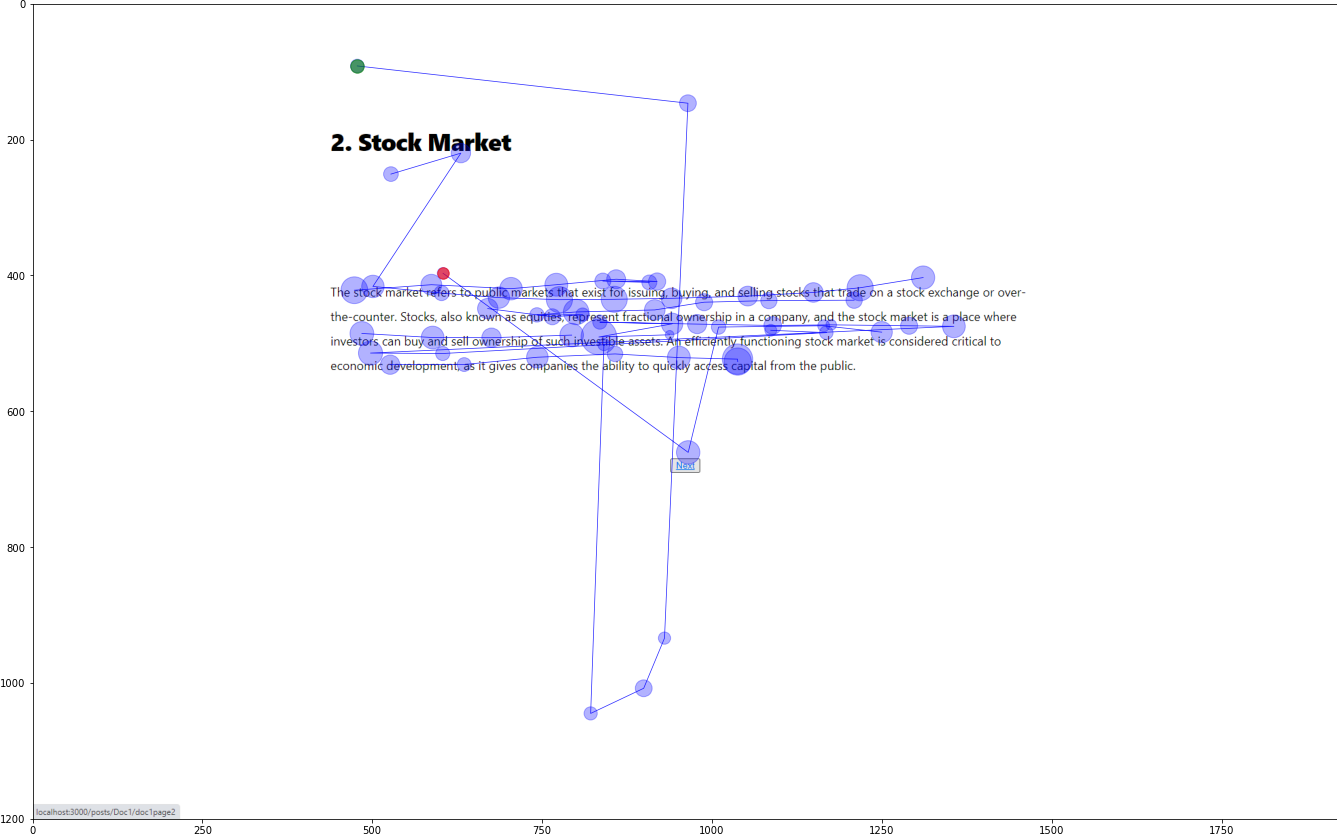 0
200
400
600
800
1000
1200
2. Stock Market
The stock market refers to public markets that exist for issuing, buying, and selling stocks that trade on a stock exchange or over-
the-counter. Stocks, also known as equities, represent fractional ownership in a company, and the stock market is a place where
investors can buy and sell ownership of such investible assets. An efficiently functioning stock market is considered critical to
economic development, as it gives companies the ability to quickly access capital from the public.
Next
localhost:3000/posts/Doc1/doc1page2
0 250 500 750 1000 1250 1500 1750